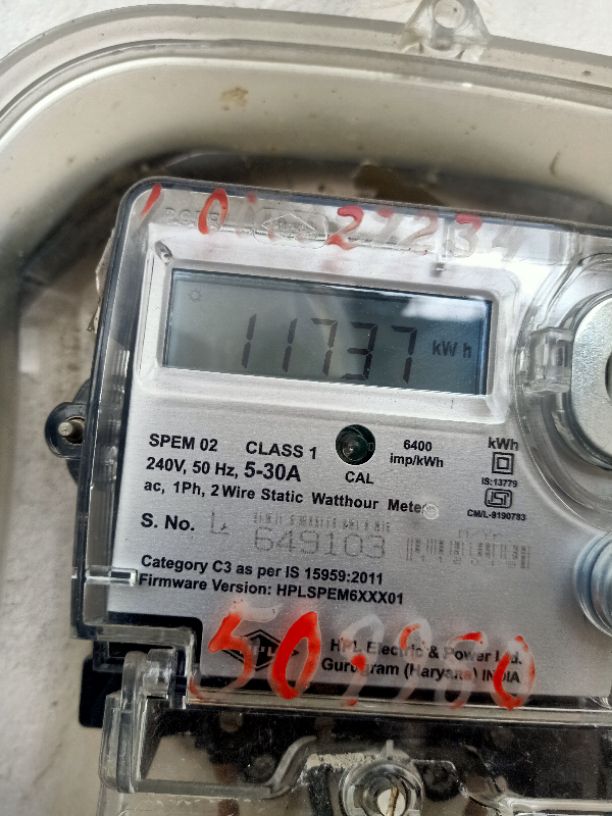 11737 kWh
SPEM 02 CLASS 1
6400
imp/kWh
kWh
240V, 50 Hz, 5-30A
CAL
IS:13779
ac, 1Ph, 2 Wire Static Watthour Meter
CM/L-8190783
S. No. 649103
Category C3 as per IS 15959:2011
Firmware Version: HPLSPEM6XXX01
HPL Electric & Power Ltd.
Gurugram (Haryana) INDIA